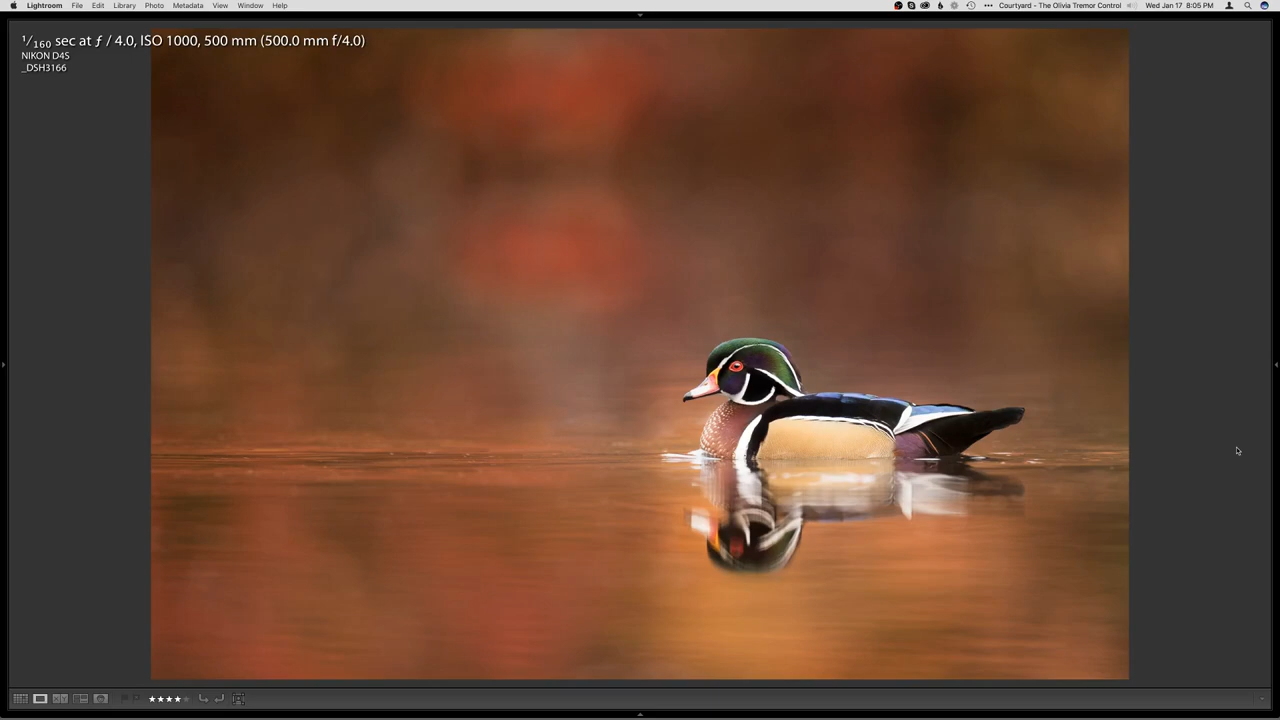 Lightroom File Edit Library Photo Metadata View Window Help Courtyard - The Olivia Tremor Control Wed Jan 17 8:05 PM
1/160 sec at ƒ / 4.0, ISO 1000, 500 mm (500.0 mm f/4.0)
NIKON D4S
_DSH3166